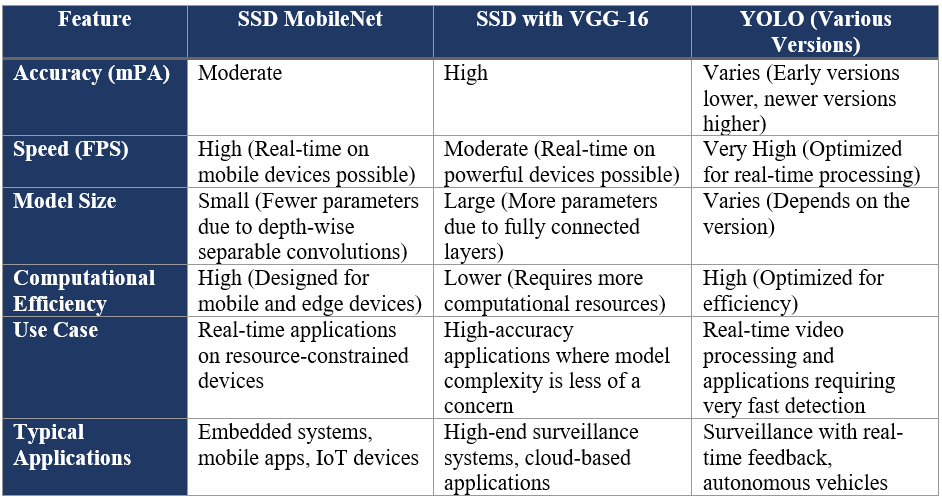 Feature SSD MobileNet SSD with VGG-16 YOLO (Various
Versions)
Accuracy (mPA) Moderate High Varies (Early versions
lower, newer versions
higher)
Speed (FPS) High (Real-time on Moderate (Real-time on Very High (Optimized
mobile devices possible) powerful devices possible) for real-time processing)
Model Size Small (Fewer parameters Large (More parameters Varies (Depends on the
due to depth-wise due to fully connected version)
separable convolutions) layers)
Computational High (Designed for Lower (Requires more High (Optimized for
Efficiency mobile and edge devices) computational resources) efficiency)
Use Case Real-time applications High-accuracy Real-time video
on resource-constrained applications where model processing and
devices complexity is less of a applications requiring
concern very fast detection
Typical Embedded systems, High-end surveillance Surveillance with real-
Applications mobile apps, IoT devices systems, cloud-based time feedback,
applications autonomous vehicles